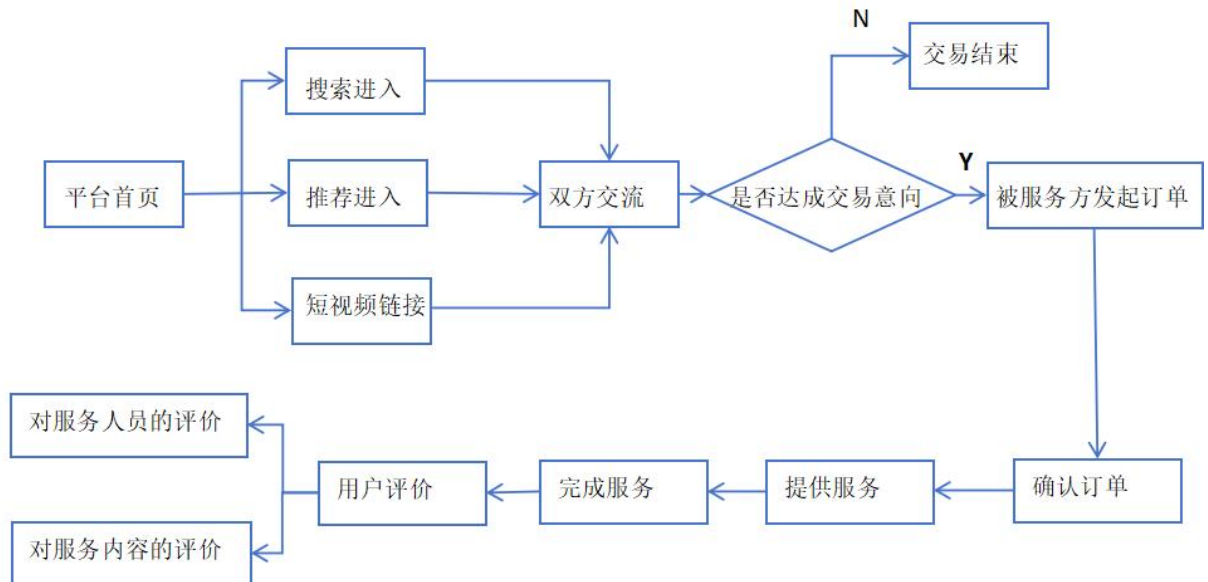 N
交易结束
搜索进入
平台首页
推荐进入
双方交流
是否达成交易意向
Y
被服务方发起订单
短视频链接
对服务人员的评价
用户评价
完成服务
提供服务
确认订单
对服务内容的评价